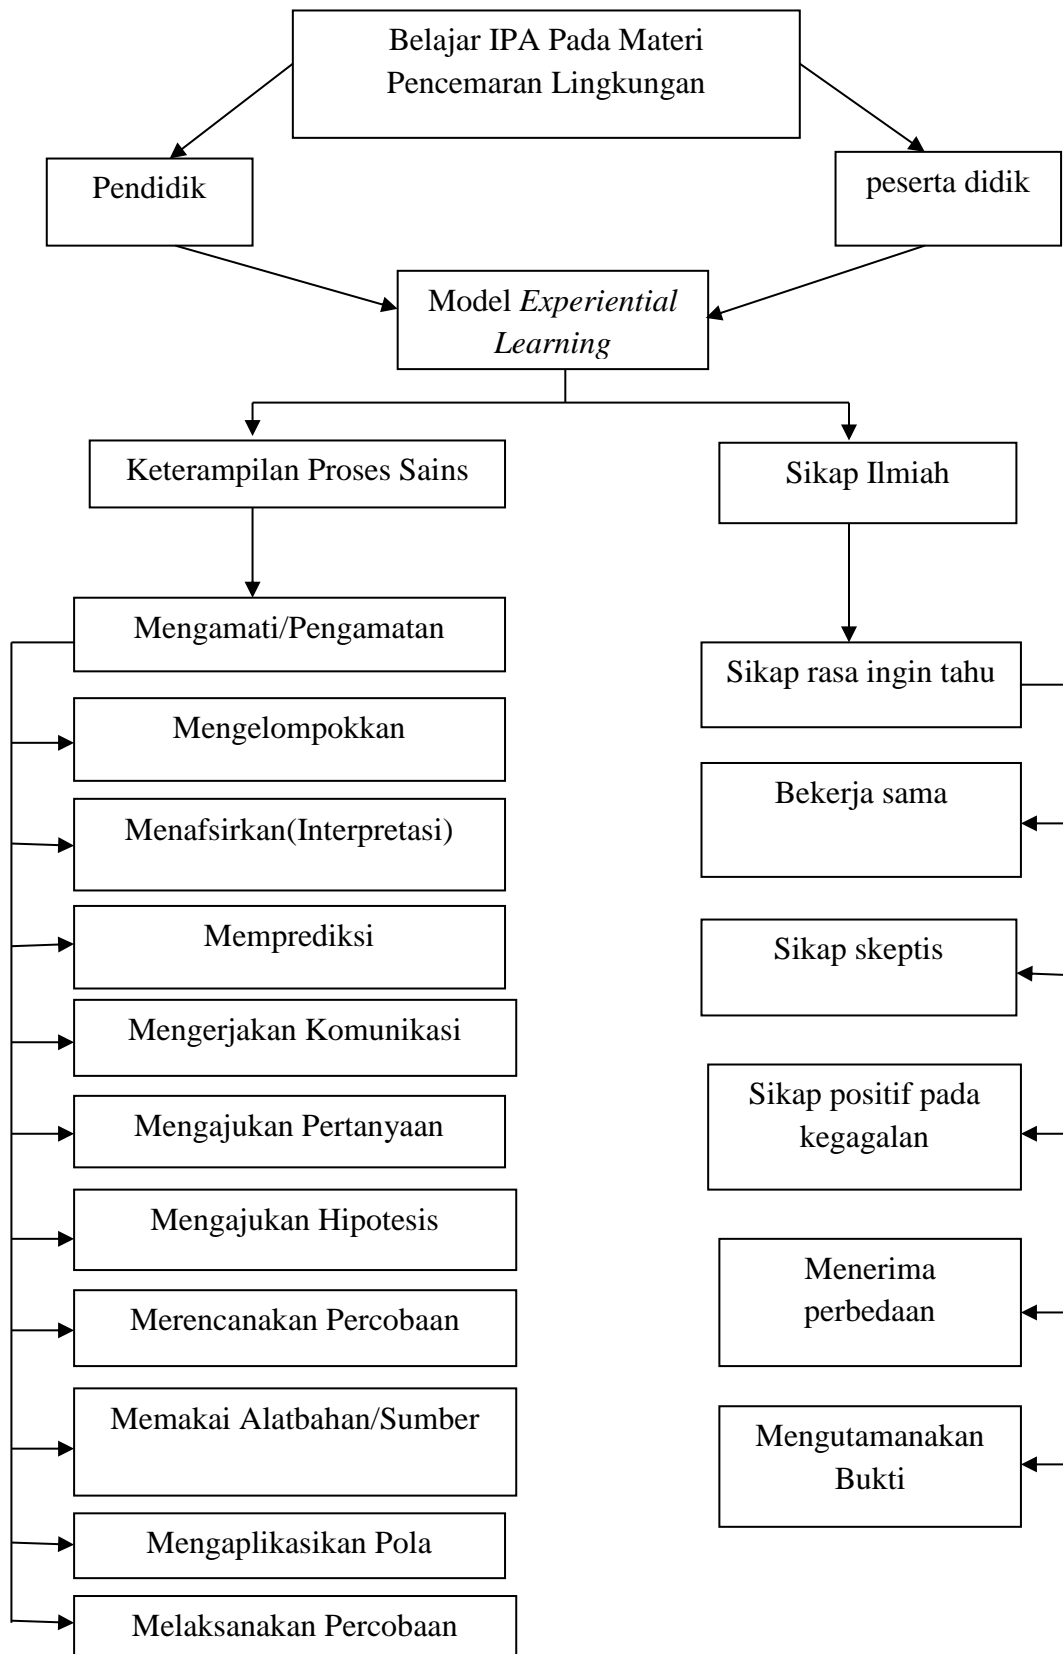 Belajar IPA Pada Materi
Pencemaran Lingkungan
Pendidik
peserta didik
Model Experiential
Learning
Keterampilan Proses Sains
Sikap Ilmiah
Mengamati/Pengamatan
Mengelompokkan
Menafsirkan(Interpretasi)
Memprediksi
Mengerjakan Komunikasi
Mengajukan Pertanyaan
Mengajukan Hipotesis
Merencanakan Percobaan
Memakai Alatbahan/Sumber
Mengaplikasikan Pola
Melaksanakan Percobaan
Sikap rasa ingin tahu
Bekerja sama
Sikap skeptis
Sikap positif pada
kegagalan
Menerima
perbedaan
Mengutamanakan
Bukti